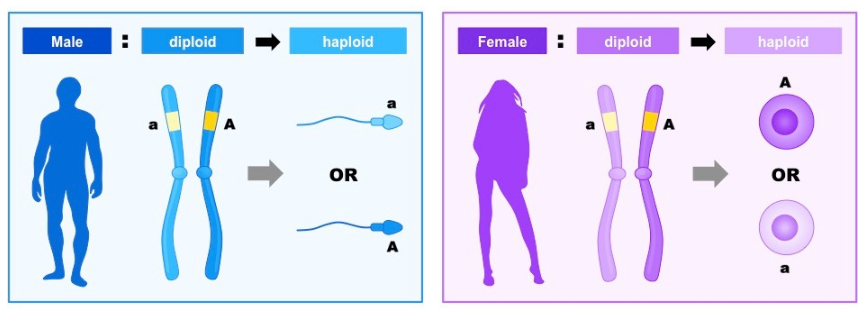 Male : diploid haploid
a A
a
OR
A
Female : diploid haploid
a A
A
OR
a